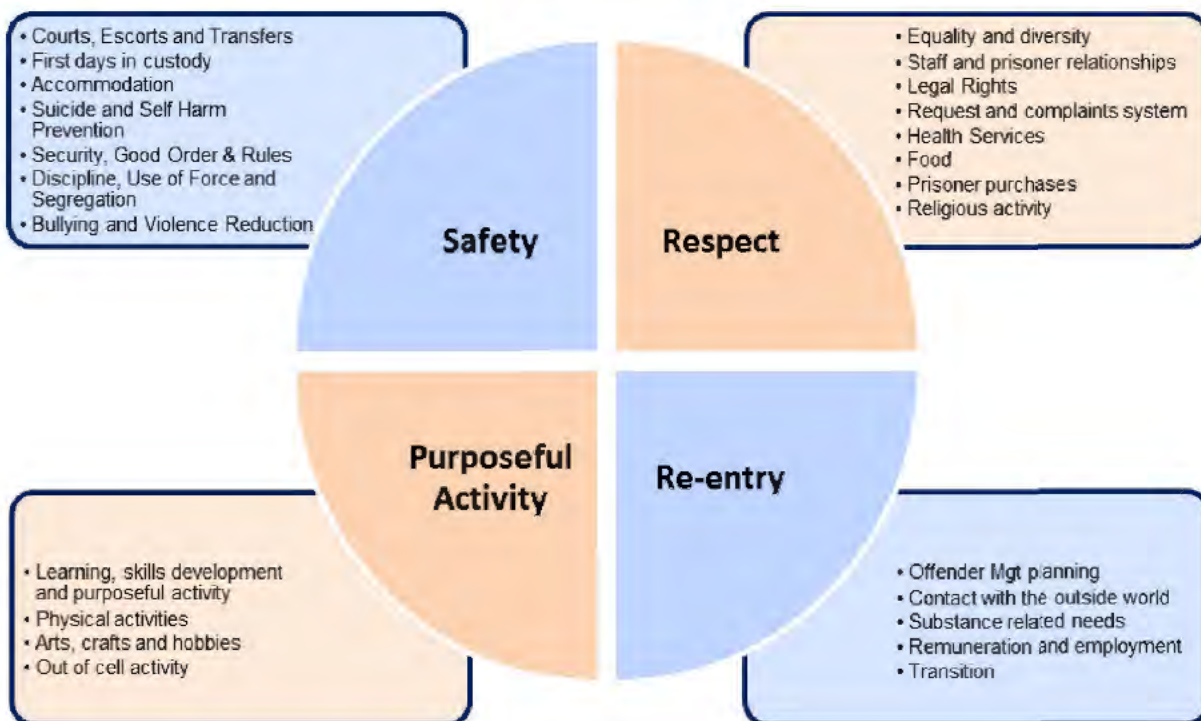 • Courts, Escorts and Transfers
• First days in custody
• Accommodation
• Suicide and Self Harm
Prevention
• Security, Good Order & Rules
• Discipline, Use of Force and
Segregation
• Bullying and Violence Reduction
• Equality and diversity
• Staff and prisoner relationships
• Legal Rights
• Request and complaints system
• Health Services
• Food
• Prisoner purchases
• Religious activity
Safety
Respect
Purposeful
Activity
Re-entry
• Learning, skills development
and purposeful activity
• Physical activities
• Arts, crafts and hobbies
• Out of cell activity
• Offender Mgt planning
• Contact with the outside world
• Substance related needs
• Remuneration and employment
• Transition